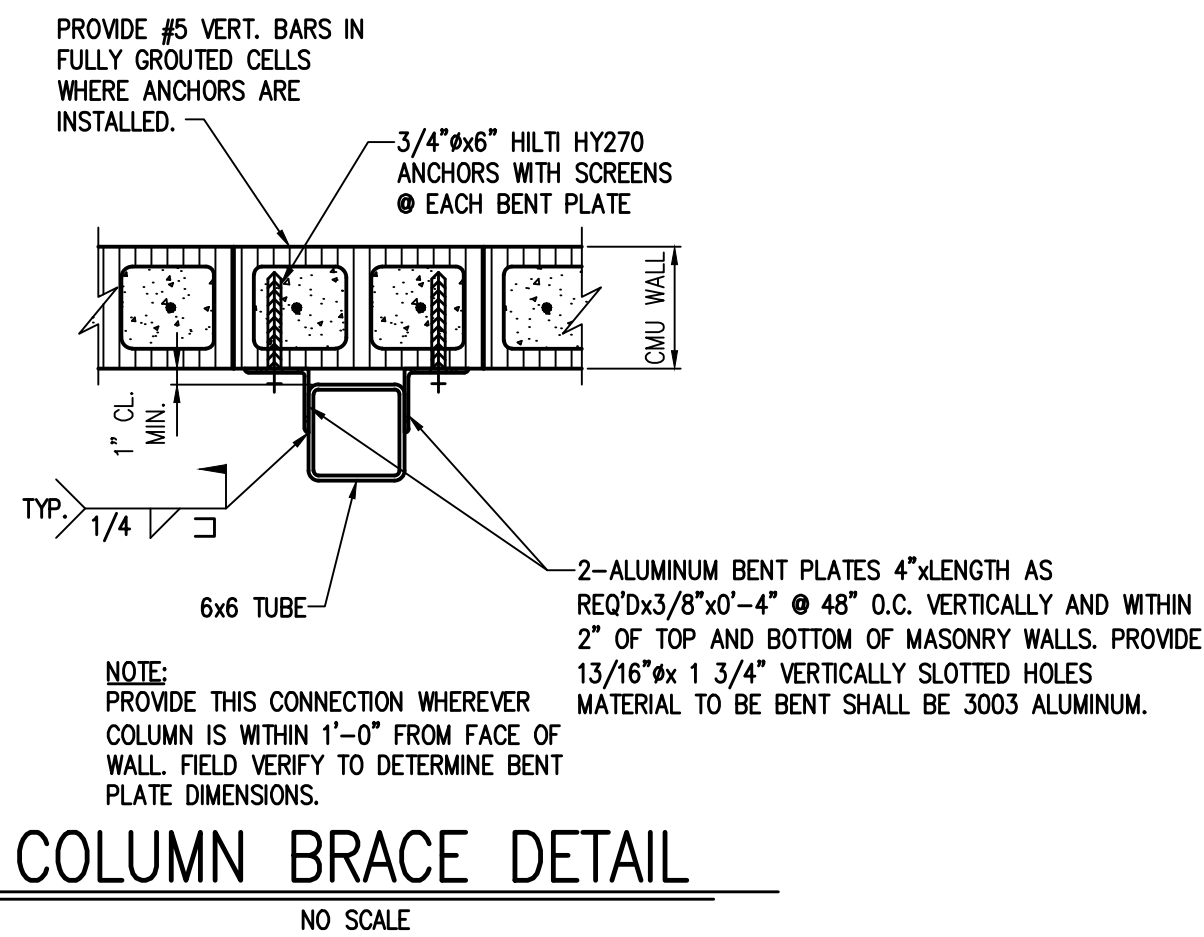 PROVIDE #5 VERT. BARS IN
FULLY GROUTED CELLS
WHERE ANCHORS ARE
INSTALLED.
3/4"øx6" HILTI HY270
ANCHORS WITH SCREENS
@ EACH BENT PLATE
CMU WALL
1" CL.
MIN.
TYP.
1/4
6x6 TUBE
2-ALUMINUM BENT PLATES 4"xLENGTH AS
REQ'Dx3/8"x0'-4" @ 48" O.C. VERTICALLY AND WITHIN
2" OF TOP AND BOTTOM OF MASONRY WALLS. PROVIDE
13/16"øx 1 3/4" VERTICALLY SLOTTED HOLES
MATERIAL TO BE BENT SHALL BE 3003 ALUMINUM.
NOTE:
PROVIDE THIS CONNECTION WHEREVER
COLUMN IS WITHIN 1'-0" FROM FACE OF
WALL. FIELD VERIFY TO DETERMINE BENT
PLATE DIMENSIONS.
COLUMN BRACE DETAIL
NO SCALE